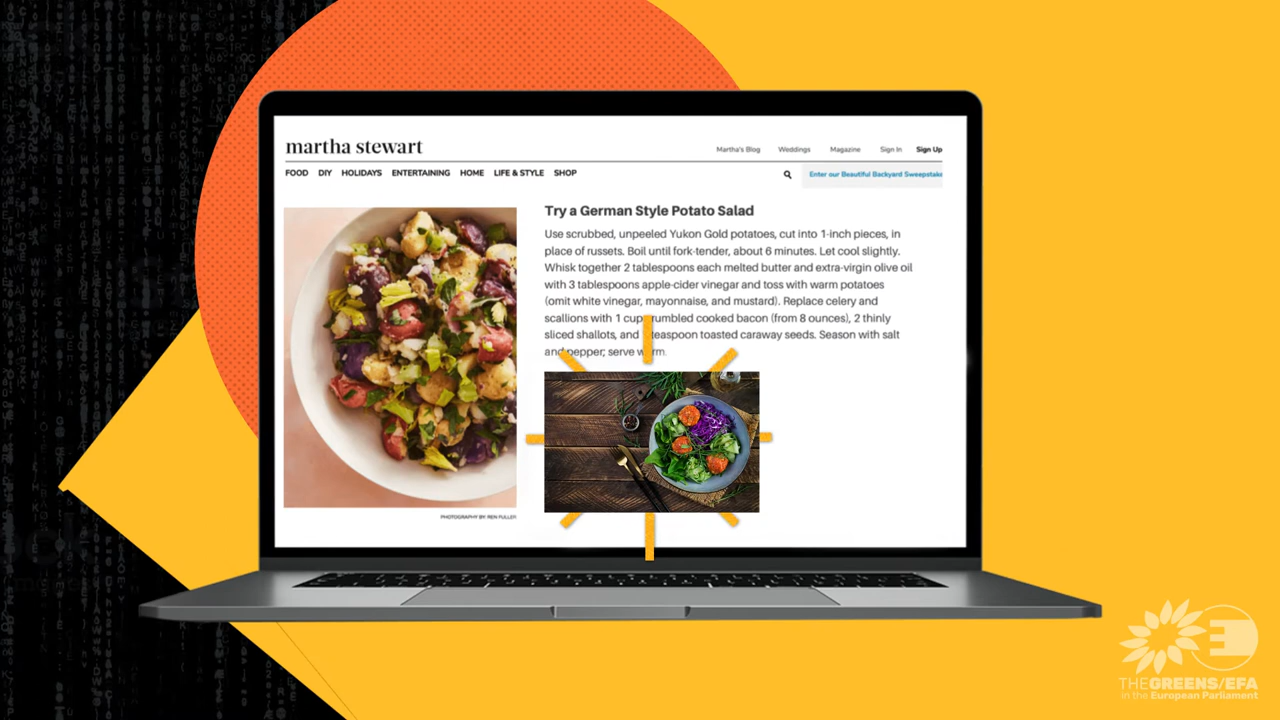 martha stewart
Martha's Blog Weddings Magazine Sign In Sign Up
FOOD DIY HOLIDAYS ENTERTAINING HOME LIFE & STYLE SHOP
Enter our Beautiful Backyard Sweepstake
Try a German Style Potato Salad
Use scrubbed, unpeeled Yukon Gold potatoes, cut into 1-inch pieces, in
place of russets. Boil until fork-tender, about 6 minutes. Let cool slightly.
Whisk together 2 tablespoons each melted butter and extra-virgin olive oil
with 3 tablespoons apple-cider vinegar and toss with warm potatoes
(omit white vinegar, mayonnaise, and mustard). Replace celery and
scallions with 1 cup crumbled cooked bacon (from 8 ounces), 2 thinly
sliced shallots, and teaspoon toasted caraway seeds. Season with salt
and pepper; serve warm.
PHOTOGRAPHY BY: REN FULLER
THE GREENS/EFA
in the European Parliament